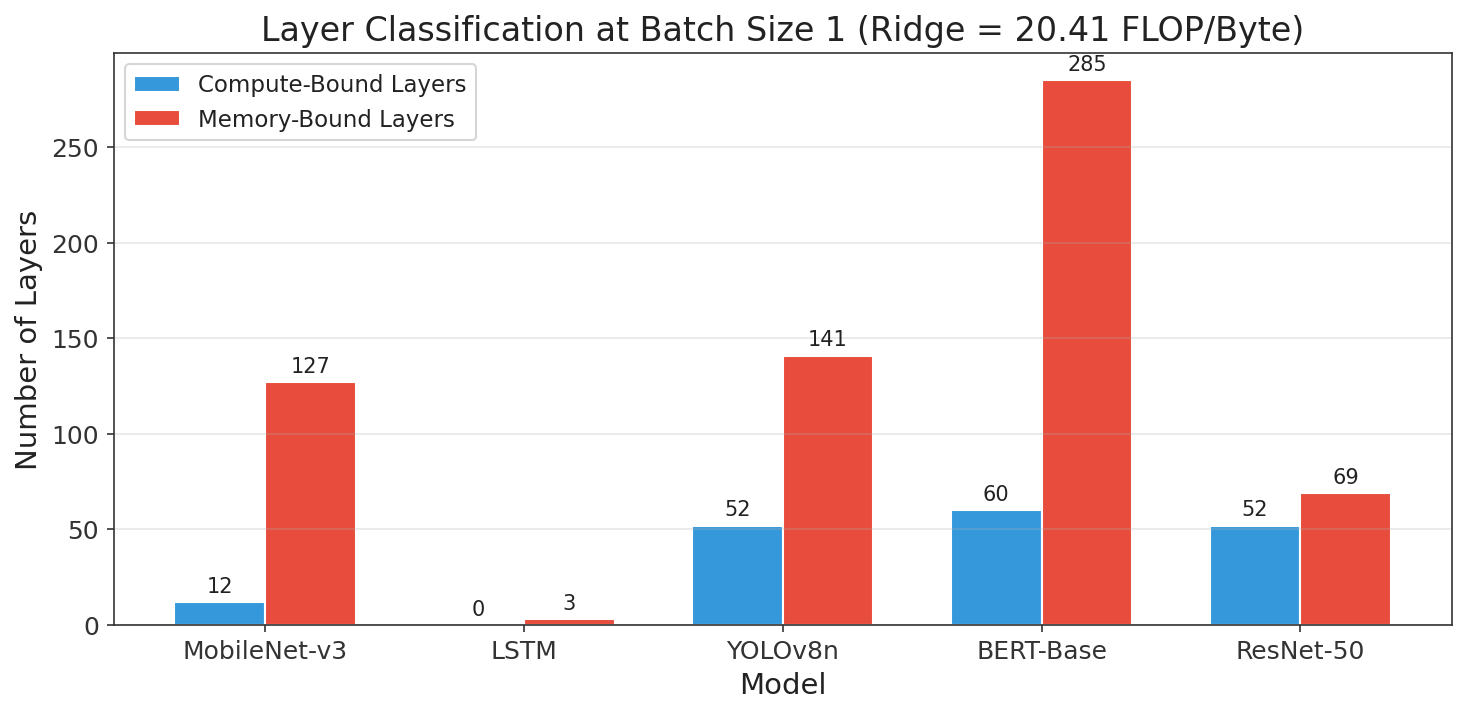 Layer Classification at Batch Size 1 (Ridge = 20.41 FLOP/Byte)
Compute-Bound Layers
Memory-Bound Layers
Number of Layers
250
200
150
100
50
0
12
127
0
3
52
141
60
285
52
69
MobileNet-v3
LSTM
YOLOv8n
BERT-Base
ResNet-50
Model